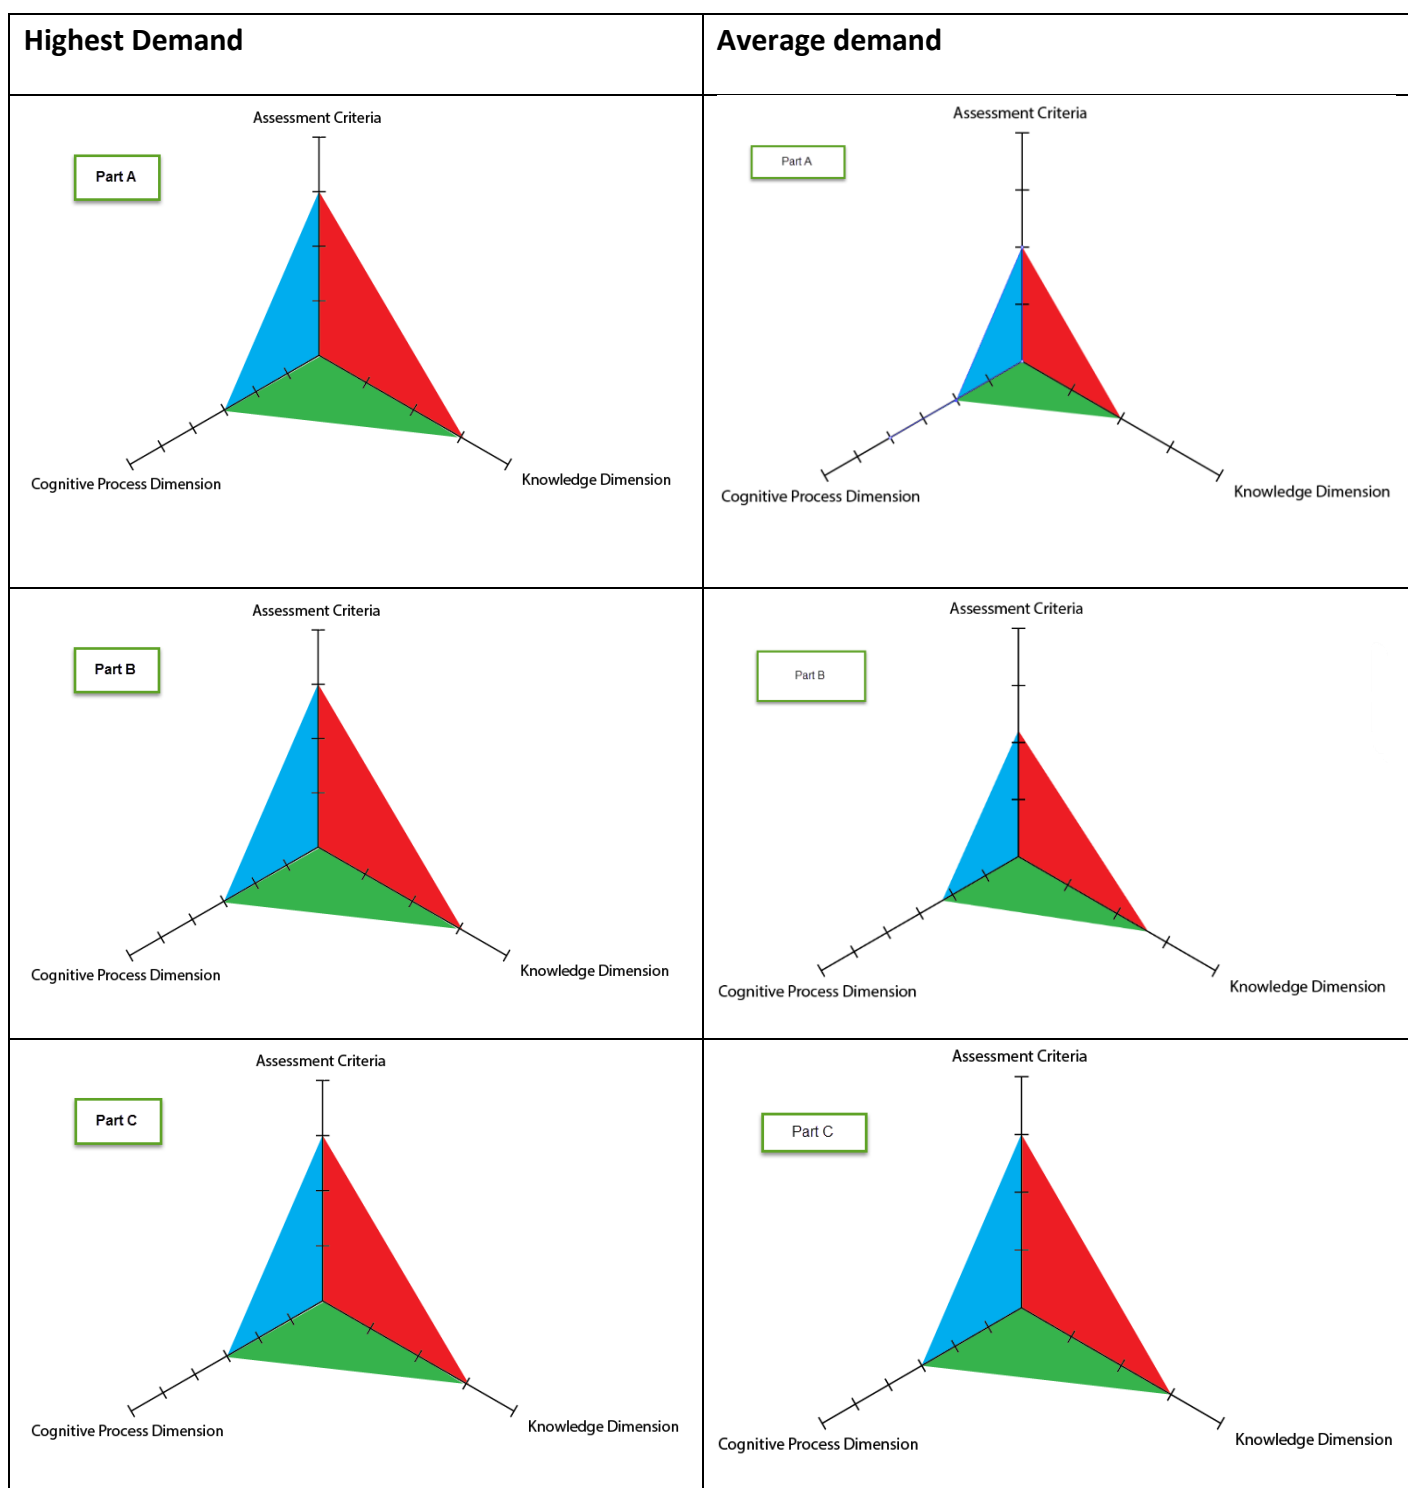 Highest Demand
Average demand
Assessment Criteria
Part A
Cognitive Process Dimension
Knowledge Dimension
Assessment Criteria
Part A
Cognitive Process Dimension
Knowledge Dimension
Assessment Criteria
Part B
Cognitive Process Dimension
Knowledge Dimension
Assessment Criteria
Part B
Cognitive Process Dimension
Knowledge Dimension
Assessment Criteria
Part C
Cognitive Process Dimension
Knowledge Dimension
Assessment Criteria
Part C
Cognitive Process Dimension
Knowledge Dimension